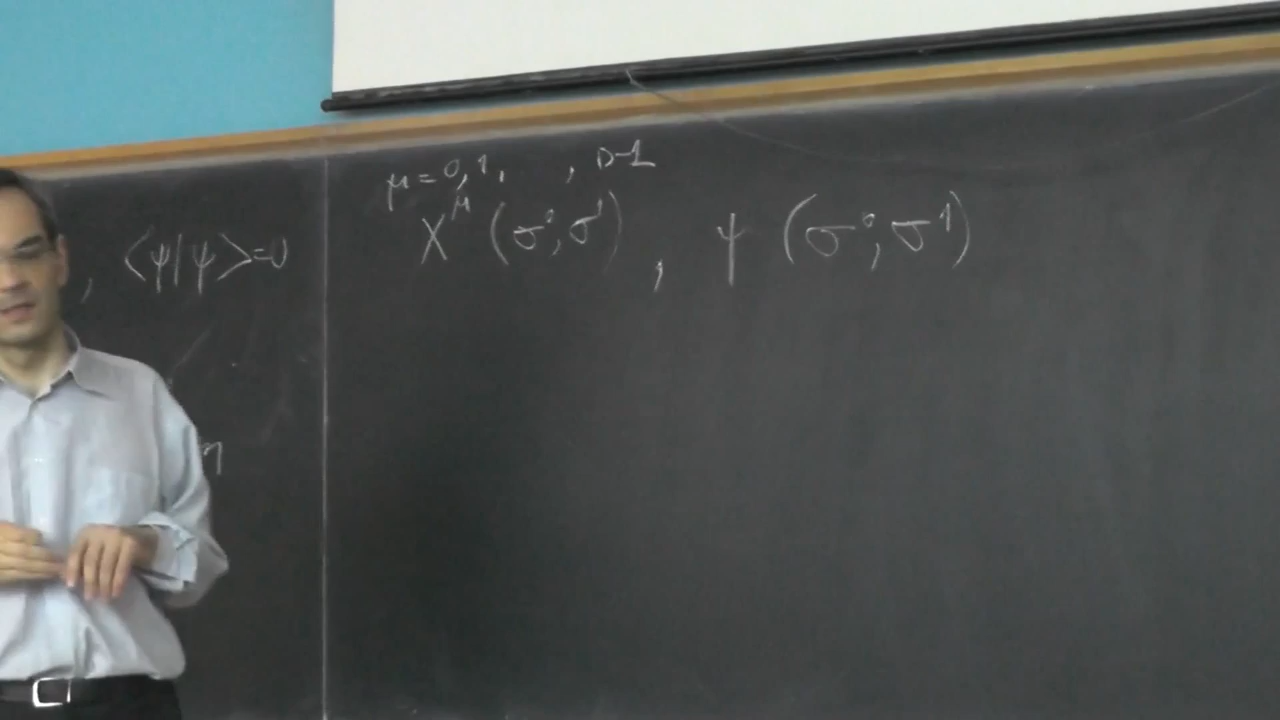 , ⟨ψ|ψ⟩=0
η
μ = 0, 1, . , D-1
X^μ (σ⁰, σ¹) , ψ (σ⁰, σ¹)